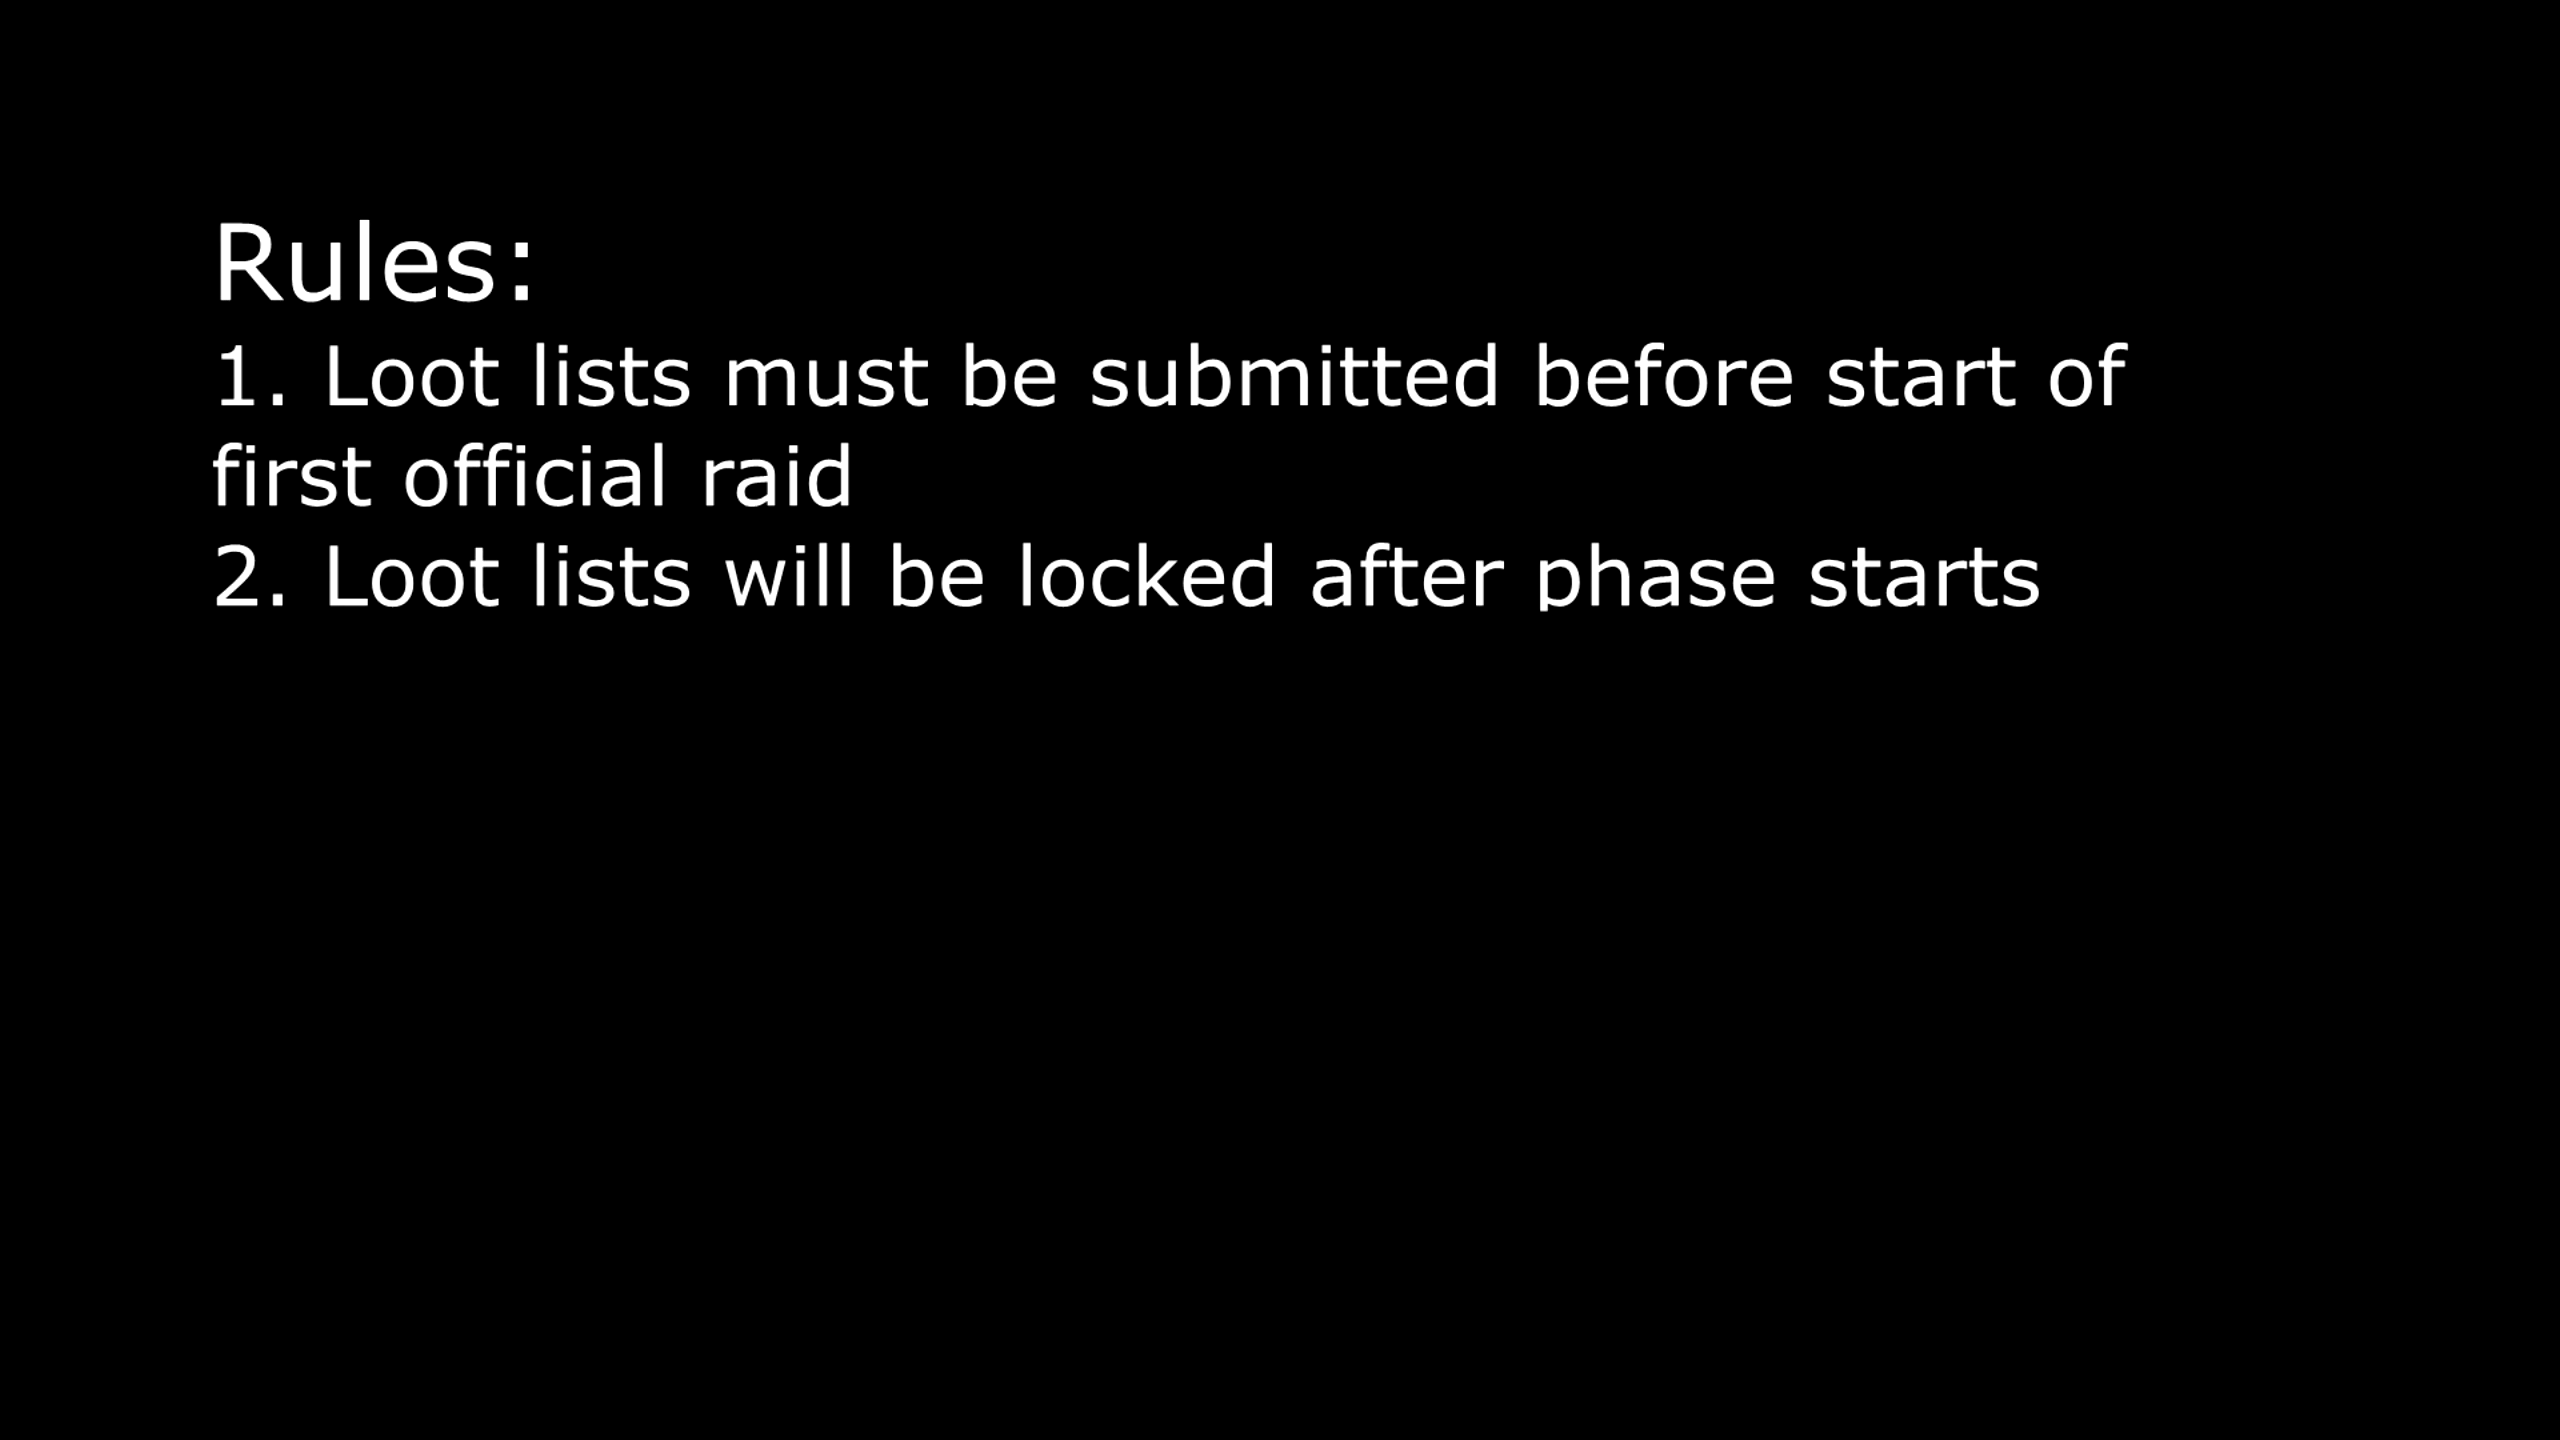 Rules:
1. Loot lists must be submitted before start of
first official raid
2. Loot lists will be locked after phase starts